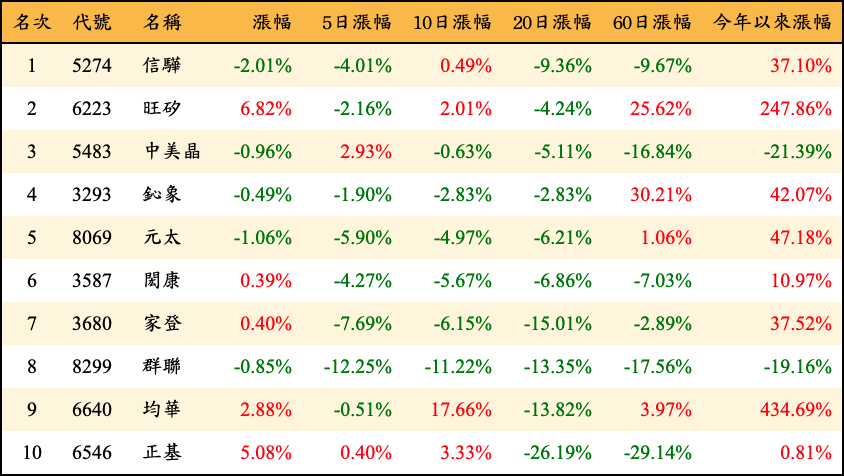 名次 代號 名稱 漲幅 5日漲幅 10日漲幅 20日漲幅 60日漲幅 今年以來漲幅
1 5274 信驊 -2.01% -4.01% 0.49% -9.36% -9.67% 37.10%
2 6223 旺矽 6.82% -2.16% 2.01% -4.24% 25.62% 247.86%
3 5483 中美晶 -0.96% 2.93% -0.63% -5.11% -16.84% -21.39%
4 3293 鈊象 -0.49% -1.90% -2.83% -2.83% 30.21% 42.07%
5 8069 元太 -1.06% -5.90% -4.97% -6.21% 1.06% 47.18%
6 3587 閎康 0.39% -4.27% -5.67% -6.86% -7.03% 10.97%
7 3680 家登 0.40% -7.69% -6.15% -15.01% -2.89% 37.52%
8 8299 群聯 -0.85% -12.25% -11.22% -13.35% -17.56% -19.16%
9 6640 均華 2.88% -0.51% 17.66% -13.82% 3.97% 434.69%
10 6546 正基 5.08% 0.40% 3.33% -26.19% -29.14% 0.81%